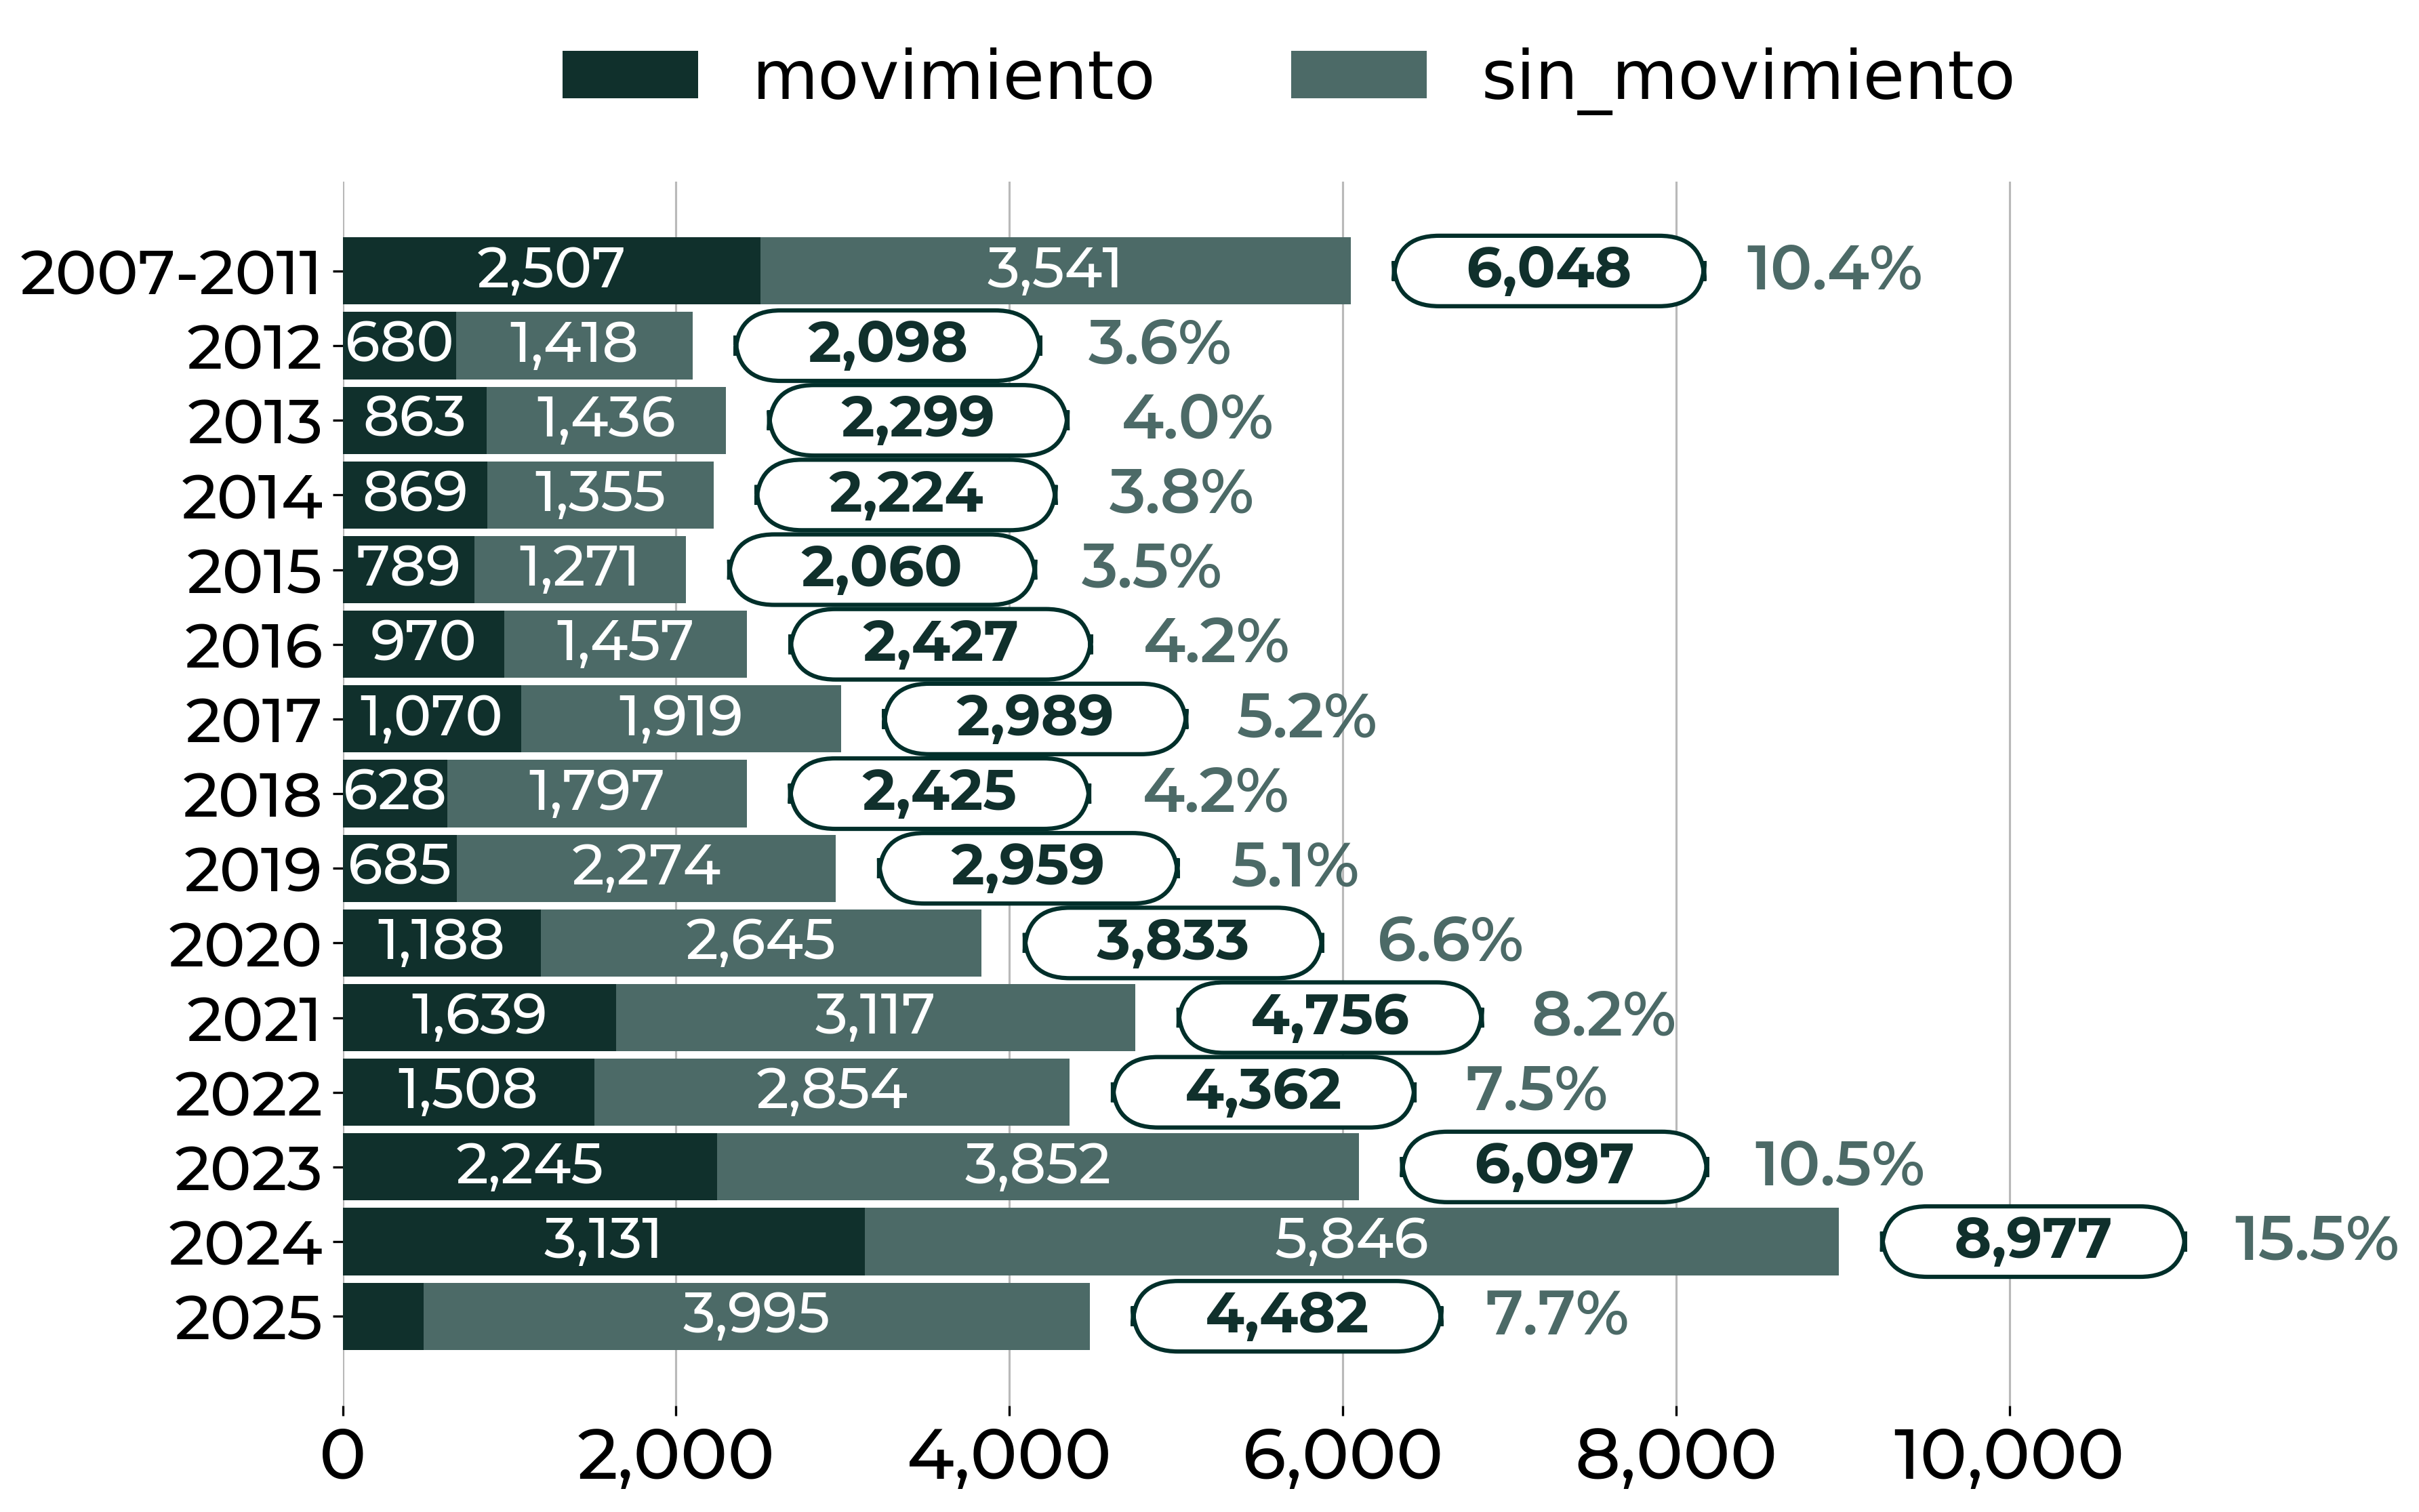 movimiento sin_movimiento
2007-2011 2,507 3,541 6,048 10.4%
2012 680 1,418 2,098 3.6%
2013 863 1,436 2,299 4.0%
2014 869 1,355 2,224 3.8%
2015 789 1,271 2,060 3.5%
2016 970 1,457 2,427 4.2%
2017 1,070 1,919 2,989 5.2%
2018 628 1,797 2,425 4.2%
2019 685 2,274 2,959 5.1%
2020 1,188 2,645 3,833 6.6%
2021 1,639 3,117 4,756 8.2%
2022 1,508 2,854 4,362 7.5%
2023 2,245 3,852 6,097 10.5%
2024 3,131 5,846 8,977 15.5%
2025 3,995 4,482 7.7%
0 2,000 4,000 6,000 8,000 10,000